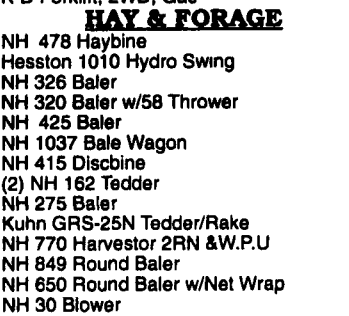 HAY & FORAGE
NH 478 Haybine
Hesston 1010 Hydro Swing
NH 326 Baler
NH 320 Baler w/58 Thrower
NH 425 Baler
NH 1037 Bale Wagon
NH 415 Discbine
(2) NH 162 Tedder
NH 275 Baler
Kuhn GRS-25N Tedder/Rake
NH 770 Harvestor 2RN &W.P.U
NH 849 Round Baler
NH 650 Round Baler w/Net Wrap
NH 30 Blower